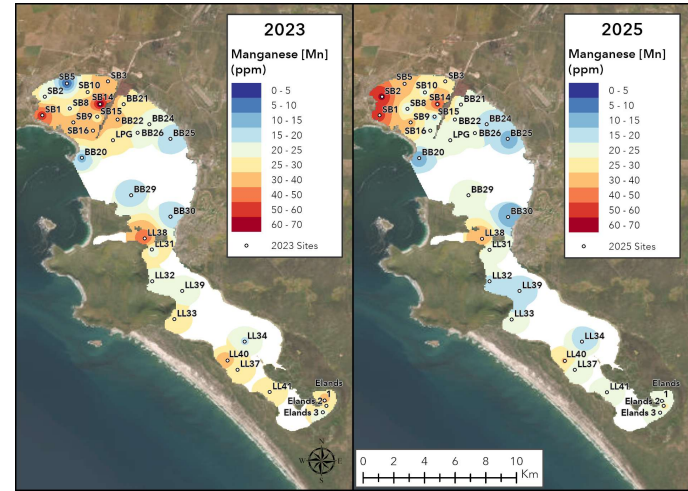 2023
Manganese [Mn]
(ppm)
0 - 5
5 - 10
10 - 15
15 - 20
20 - 25
25 - 30
30 - 40
40 - 50
50 - 60
60 - 70
2023 Sites
SB5
SB3
SB2
SB10
SB8
SB14
BB21
SB1
SB15
SB9
BB22
BB24
SB16
LPG
BB26
BB25
BB20
BB29
BB30
LL38
LL31
LL32
LL39
LL33
LL34
LL40
LL37
LL41
Elands
1
Elands 2
Elands 3
N
W
E
S
2025
Manganese [Mn]
(ppm)
0 - 5
5 - 10
10 - 15
15 - 20
20 - 25
25 - 30
30 - 40
40 - 50
50 - 60
60 - 70
2025 Sites
SB5
SB3
SB2
SB10
SB8
SB14
BB21
SB1
SB15
SB9
BB22
BB24
SB16
LPG
BB26
BB25
BB20
BB29
BB30
LL38
LL31
LL32
LL39
LL33
LL34
LL40
LL37
LL41
Elands
1
Elands 2
Elands 3
0 2 4 6 8 10
Km